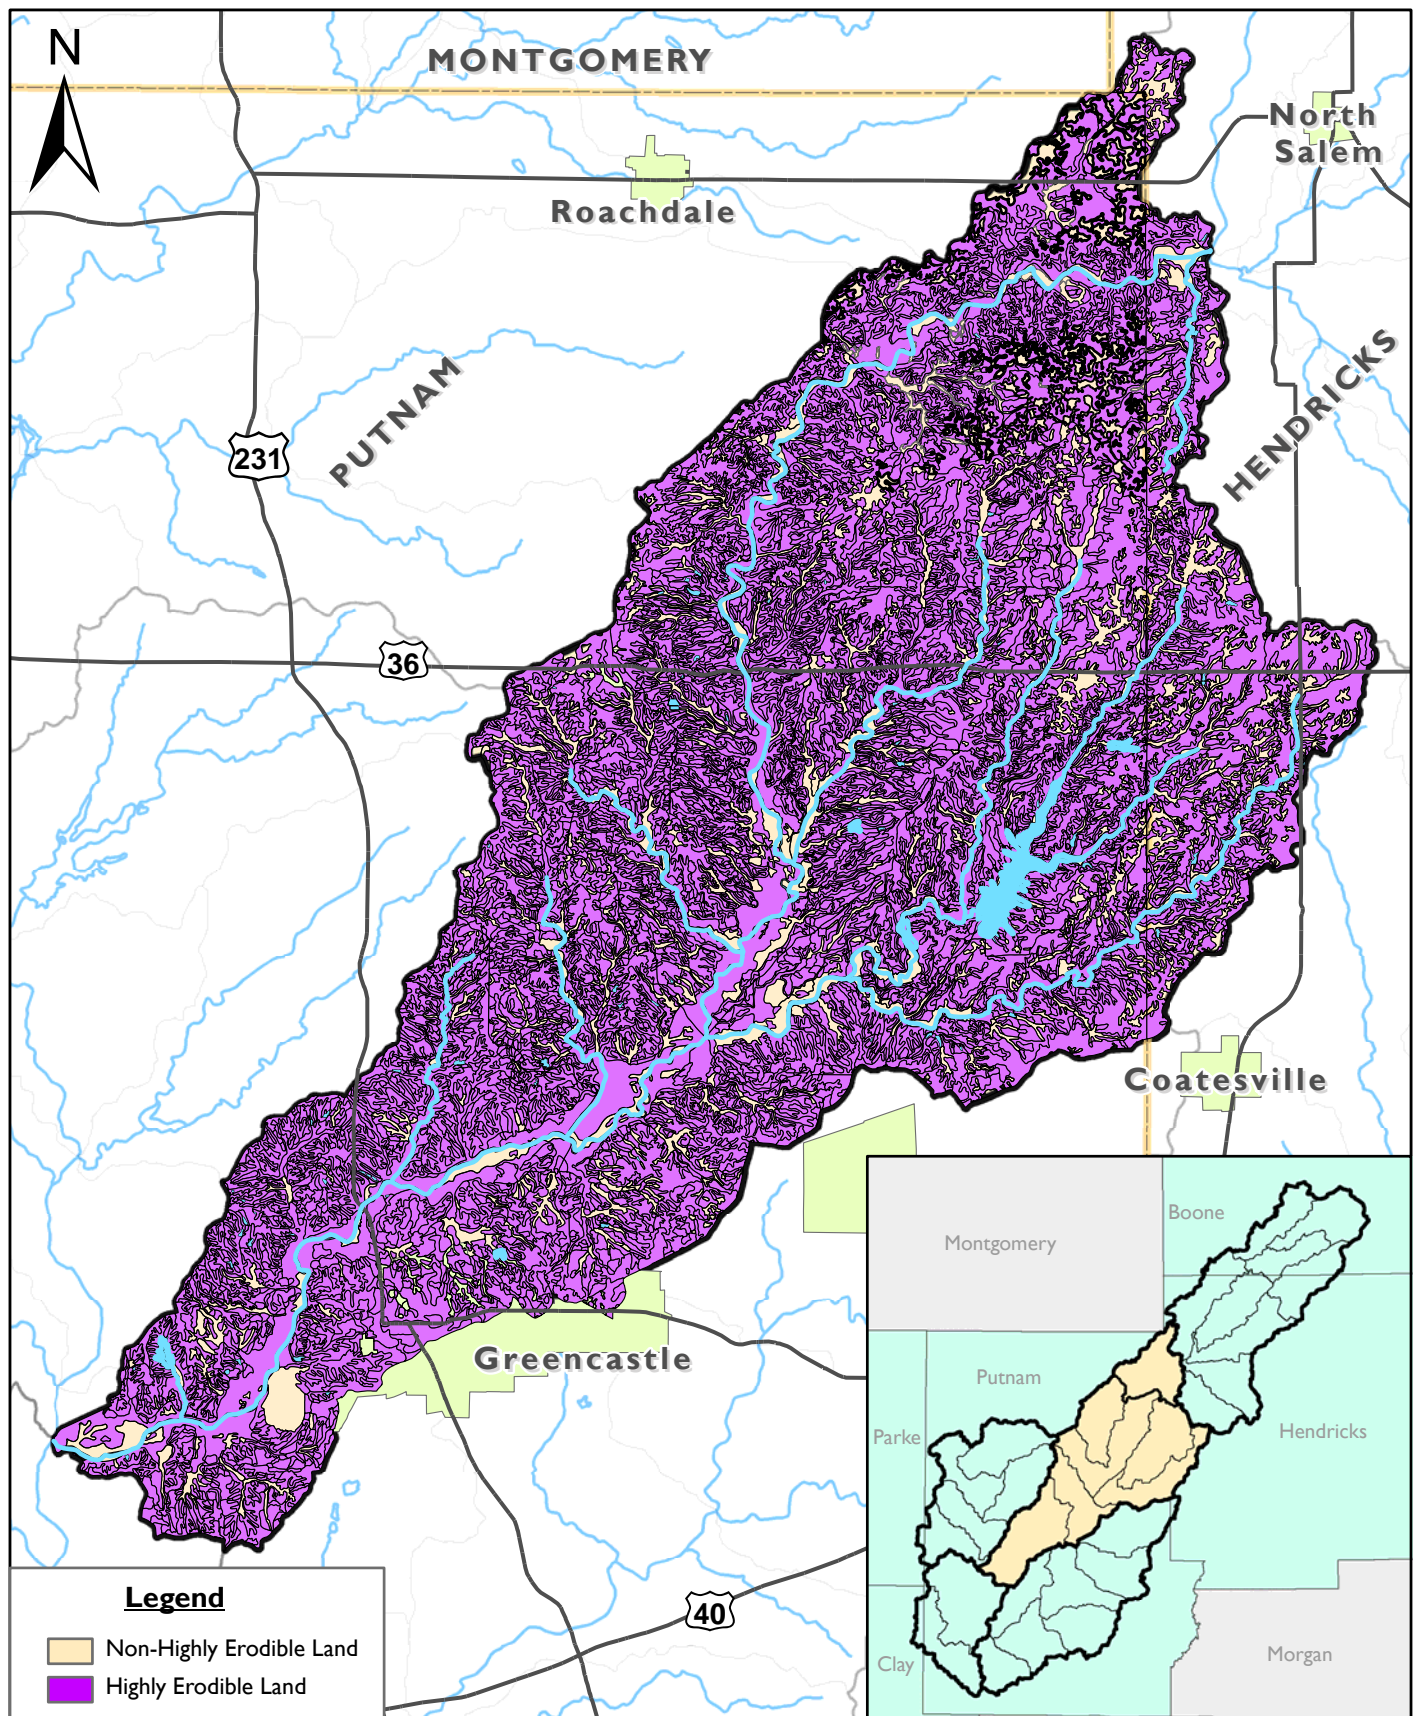 N
MONTGOMERY
North
Salem
Roachdale
PUTNAM
HENDRICKS
231
36
Coatesville
Greencastle
40
Legend
Non-Highly Erodible Land
Highly Erodible Land
Boone
Montgomery
Putnam
Parke
Hendricks
Clay
Morgan